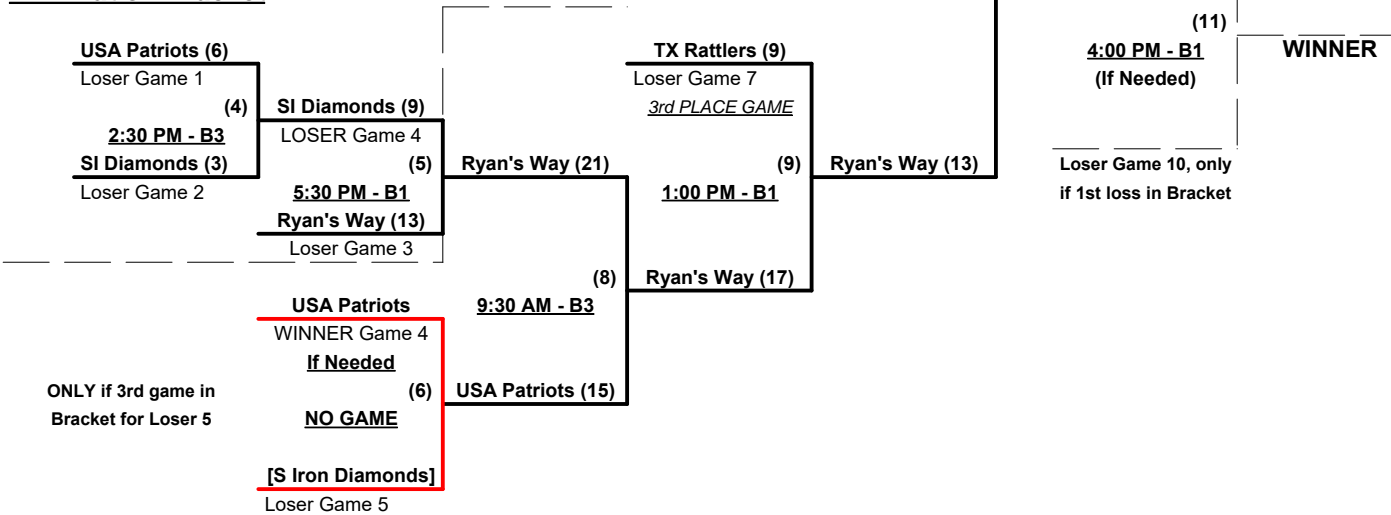 USA Patriots (6)
Loser Game 1
(4)
2:30 PM - B3
SI Diamonds (3)
Loser Game 2
SI Diamonds (9)
LOSER Game 4
(5)
5:30 PM - B1
Ryan's Way (13)
Loser Game 3
Ryan's Way (21)
USA Patriots
WINNER Game 4
If Needed
(6)
NO GAME
[S Iron Diamonds]
Loser Game 5
ONLY if 3rd game in
Bracket for Loser 5
(8)
9:30 AM - B3
USA Patriots (15)
TX Rattlers (9)
Loser Game 7
3rd PLACE GAME
(9)
1:00 PM - B1
Ryan's Way (17)
Ryan's Way (13)
(11)
4:00 PM - B1
(If Needed)
WINNER
Loser Game 10, only
if 1st loss in Bracket